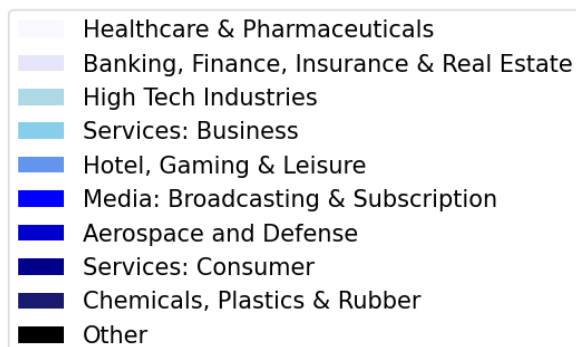 Healthcare & Pharmaceuticals
Banking, Finance, Insurance & Real Estate
High Tech Industries
Services: Business
Hotel, Gaming & Leisure
Media: Broadcasting & Subscription
Aerospace and Defense
Services: Consumer
Chemicals, Plastics & Rubber
Other